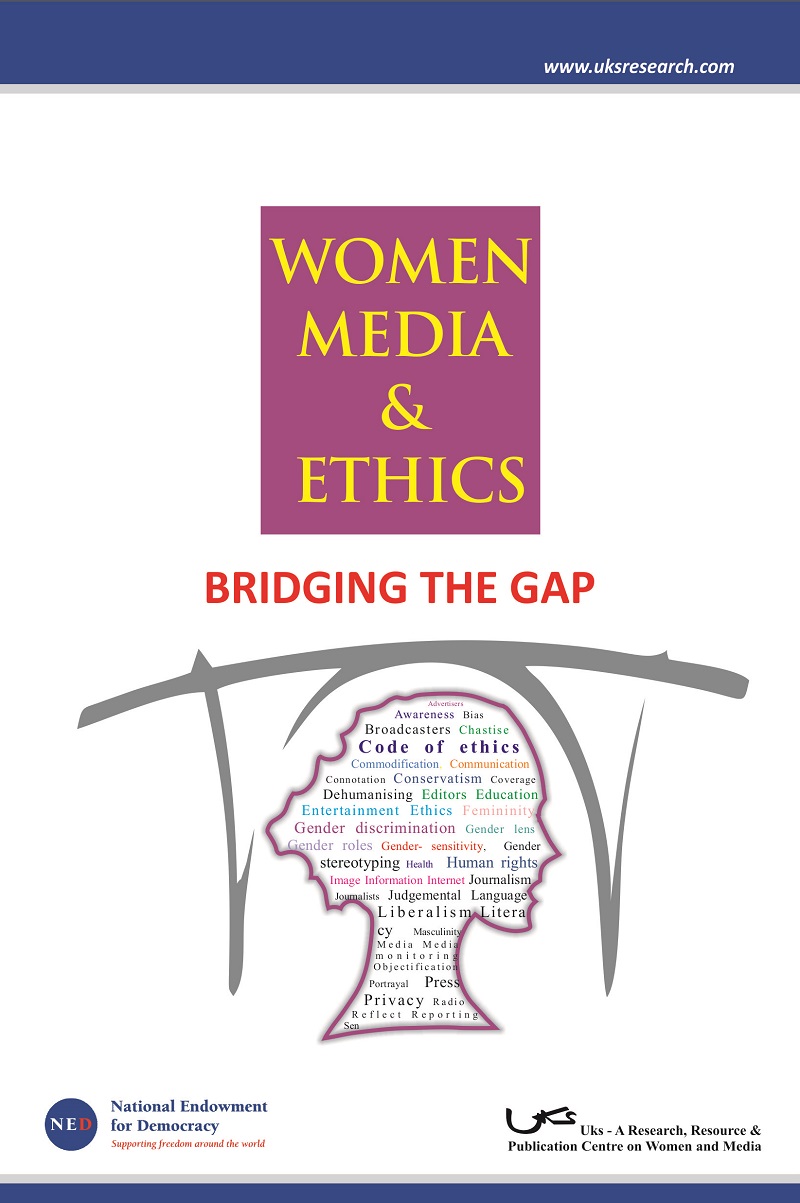 www.uksresearch.com
WOMEN
MEDIA
&
ETHICS
BRIDGING THE GAP
Advertisers
Awareness Bias
Broadcasters Chastise
Code of ethics
Commodification. Communication
Connotation Conservatism Coverage
Dehumanising Editors Education
Entertainment Ethics Femininity,
Gender discrimination Gender lens
Gender roles Gender- sensitivity, Gender
stereotyping Health Human rights
Image Information Internet Journalism
Journalists Judgemental Language
Liberalism Litera
cy Masculinity
Media Media
monitoring
Objectification
Portrayal Press
Privacy Radio
Reflect Reporting
Sen
NED
National Endowment
for Democracy
Supporting freedom around the world
Uks
Uks - A Research, Resource &
Publication Centre on Women and Media